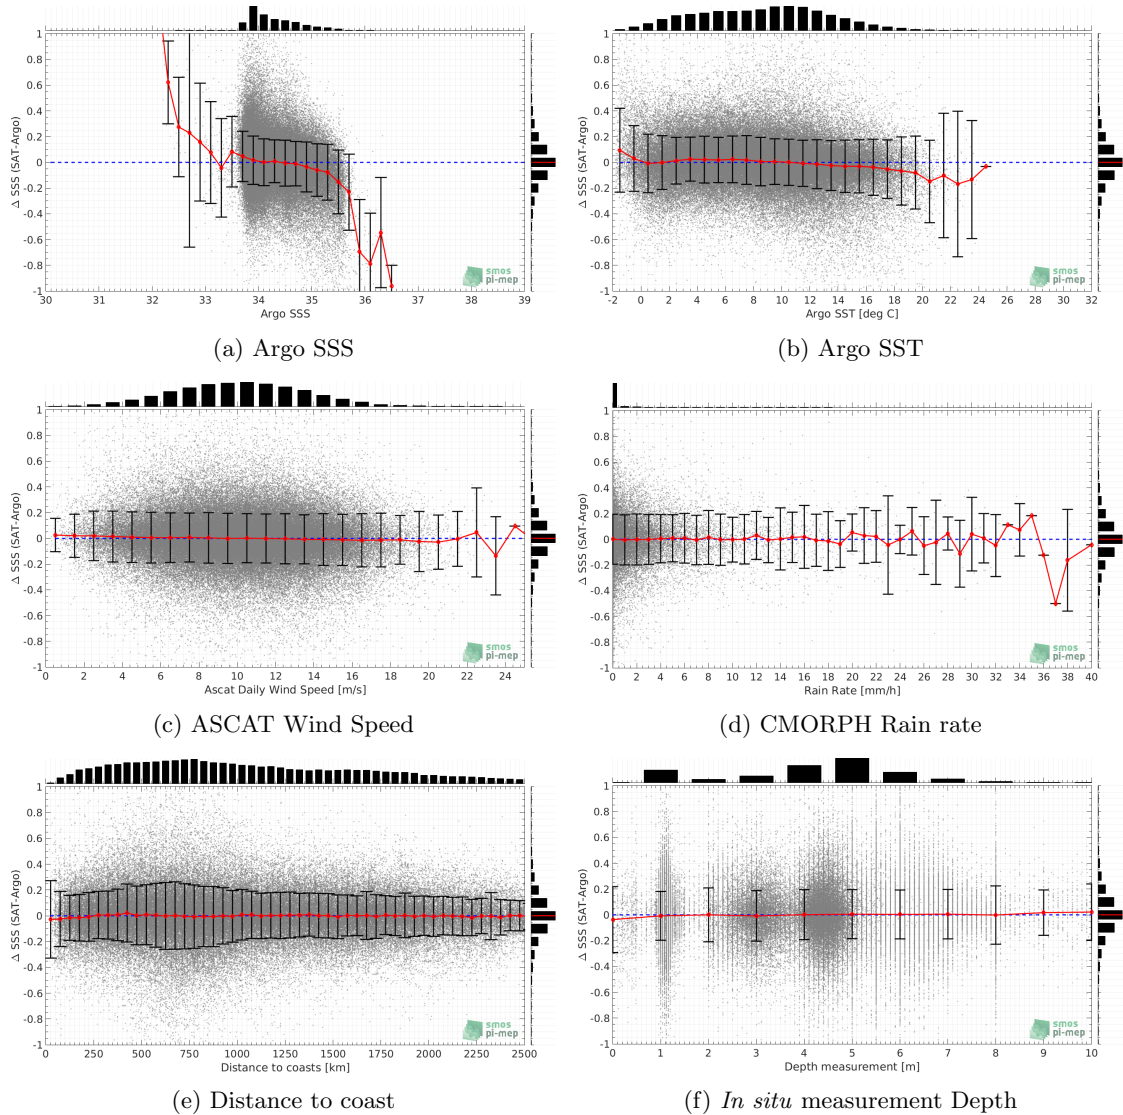 1
0.8
0.6
0.4
0.2
0
-0.2
-0.4
-0.6
-0.8
-1
Δ SSS (SAT-Argo)
30 31 32 33 34 35 36 37 38 39
Argo SSS
smos
pi-mep
(a) Argo SSS
1
0.8
0.6
0.4
0.2
0
-0.2
-0.4
-0.6
-0.8
-1
Δ SSS (SAT-Argo)
-2 0 2 4 6 8 10 12 14 16 18 20 22 24 26 28 30 32
Argo SST [deg C]
smos
pi-mep
(b) Argo SST
1
0.8
0.6
0.4
0.2
0
-0.2
-0.4
-0.6
-0.8
-1
Δ SSS (SAT-Argo)
0 2 4 6 8 10 12 14 16 18 20 22 24
Ascat Daily Wind Speed [m/s]
smos
pi-mep
(c) ASCAT Wind Speed
1
0.8
0.6
0.4
0.2
0
-0.2
-0.4
-0.6
-0.8
-1
Δ SSS (SAT-Argo)
0 2 4 6 8 10 12 14 16 18 20 22 24 26 28 30 32 34 36 38 40
Rain Rate [mm/h]
smos
pi-mep
(d) CMORPH Rain rate
1
0.8
0.6
0.4
0.2
0
-0.2
-0.4
-0.6
-0.8
-1
Δ SSS (SAT-Argo)
0 250 500 750 1000 1250 1500 1750 2000 2250 2500
Distance to coasts [km]
smos
pi-mep
(e) Distance to coast
1
0.8
0.6
0.4
0.2
0
-0.2
-0.4
-0.6
-0.8
-1
Δ SSS (SAT-Argo)
0 1 2 3 4 5 6 7 8 9 10
Depth measurement [m]
smos
pi-mep
(f) In situ measurement Depth